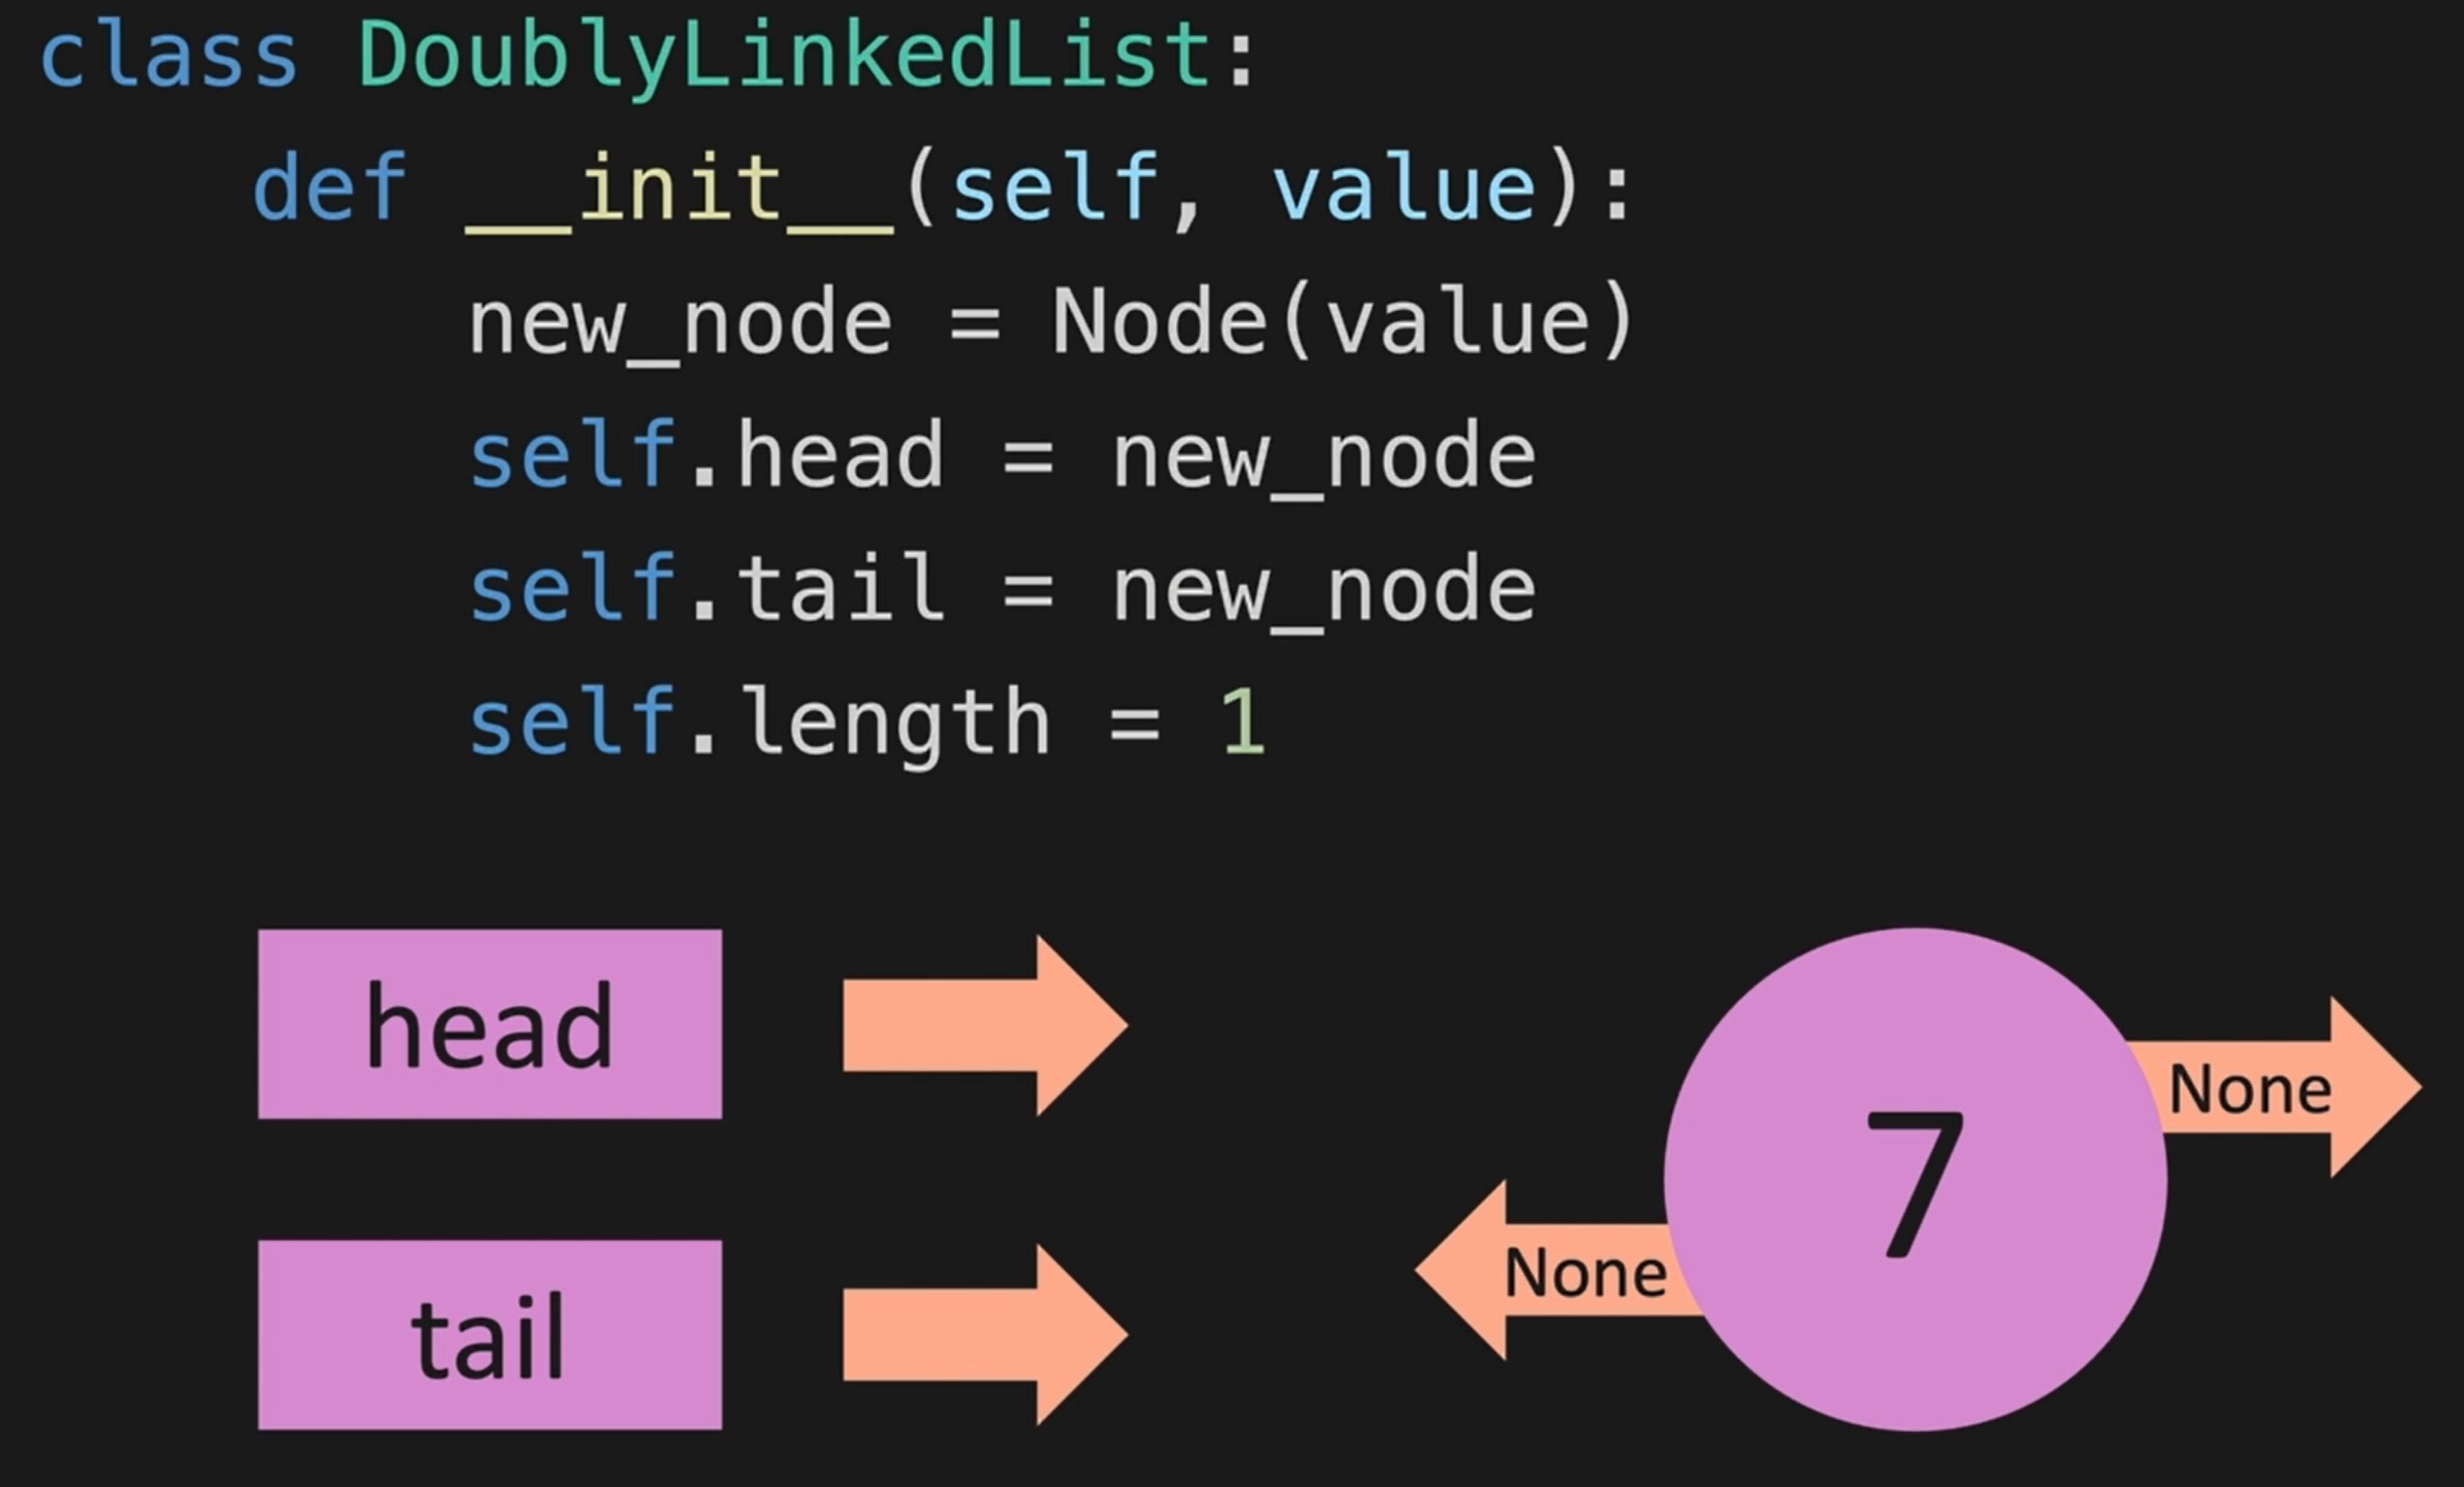 class DoublyLinkedList:
    def __init__(self, value):
        new_node = Node(value)
        self.head = new_node
        self.tail = new_node
        self.length = 1
head
None
7
None
tail